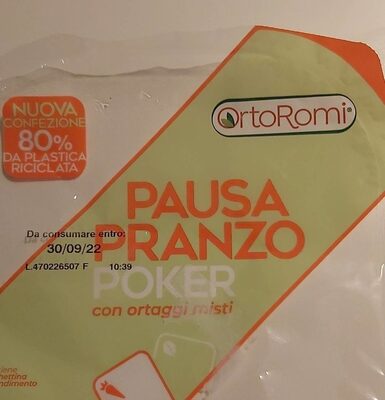 NUOVA
CONFEZIONE
80%
DA PLASTICA
RICICLATA
OrtoRomi®
PAUSA
PRANZO
POKER
con ortaggi misti
Da consumare entro:
30/09/22
L.470226507 F 10:39